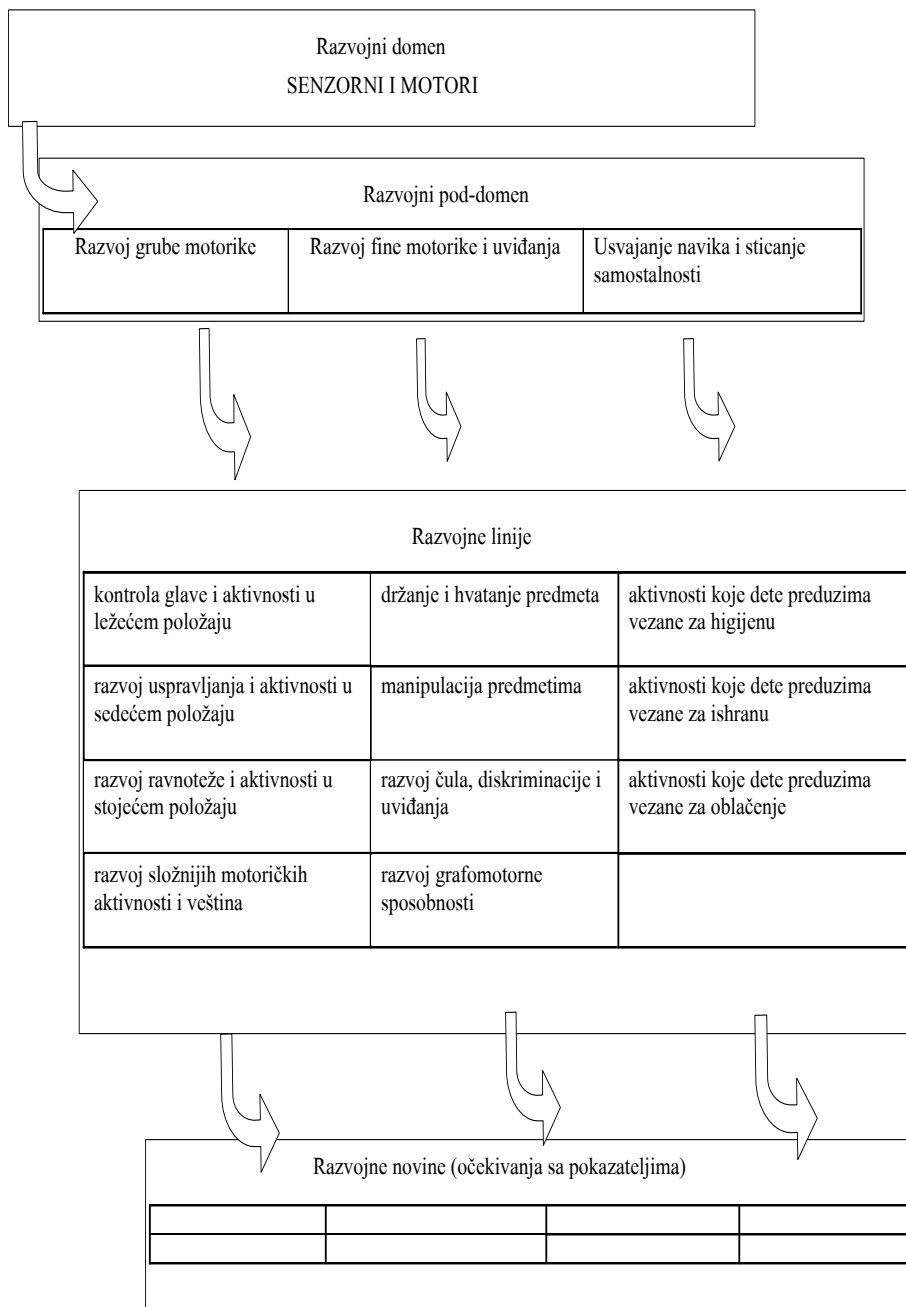 Razvojni domen
SENZORNI I MOTORI
Razvojni pod-domen
Razvoj grube motorike
Razvoj fine motorike i uviđanja
Usvajanje navika i sticanje
samostalnosti
Razvojne linije
kontrola glave i aktivnosti u
ležećem položaju
držanje i hvatanje predmeta
aktivnosti koje dete preduzima
vezane za higijenu
razvoj uspravljanja i aktivnosti u
sedećem položaju
manipulacija predmetima
aktivnosti koje dete preduzima
vezane za ishranu
razvoj ravnoteže i aktivnosti u
stojećem položaju
razvoj čula, diskriminacije i
uviđanja
aktivnosti koje dete preduzima
vezane za oblačenje
razvoj složnijih motoričkih
aktivnosti i veština
razvoj grafomotorne
sposobnosti
Razvojne novine (očekivanja sa pokazateljima)